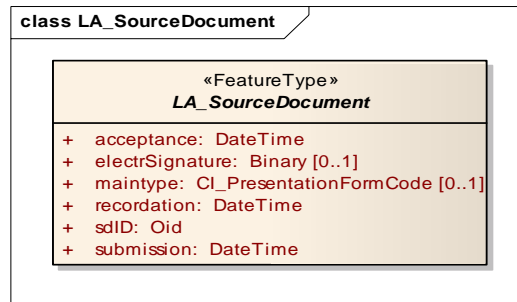 class LA_SourceDocument
«FeatureType»
LA_SourceDocument
+ acceptance: DateTime
+ electrSignature: Binary [0..1]
+ maintype: CI_PresentationFormCode [0..1]
+ recordation: DateTime
+ sdID: Oid
+ submission: DateTime